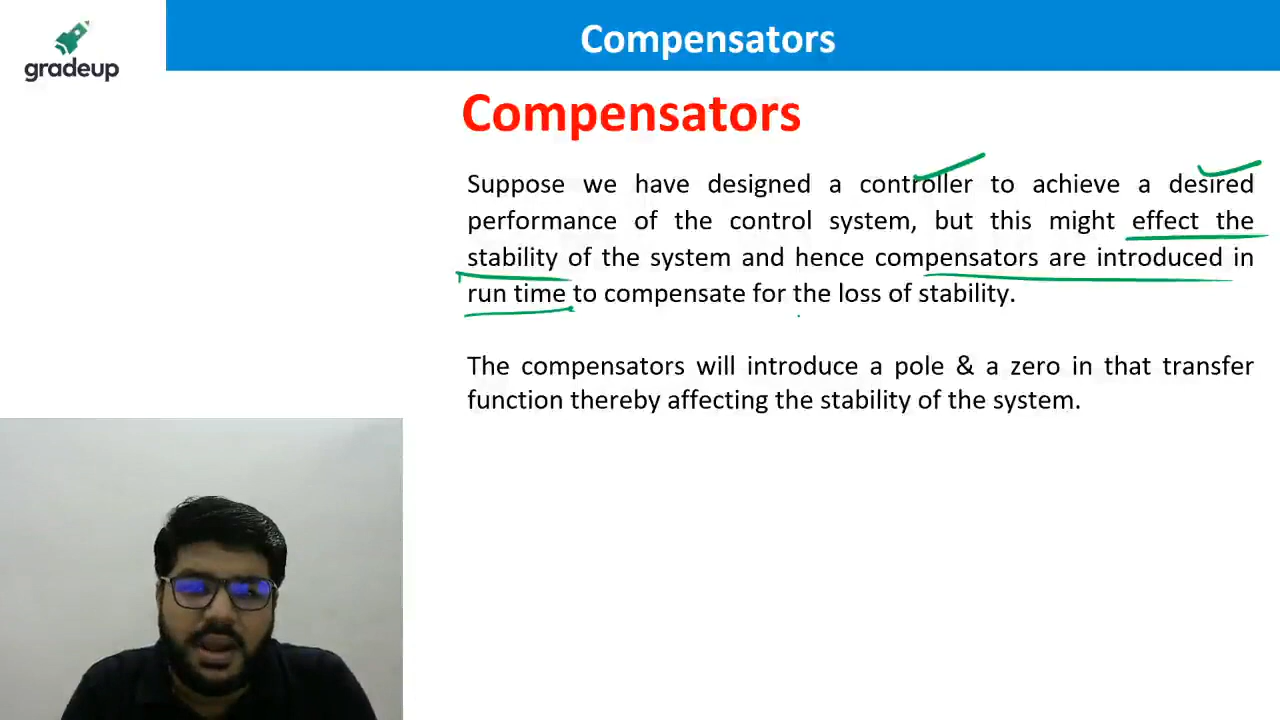 gradeup
Compensators
Compensators
Suppose we have designed a controller to achieve a desired
performance of the control system, but this might effect the
stability of the system and hence compensators are introduced in
run time to compensate for the loss of stability.
The compensators will introduce a pole & a zero in that transfer
function thereby affecting the stability of the system.